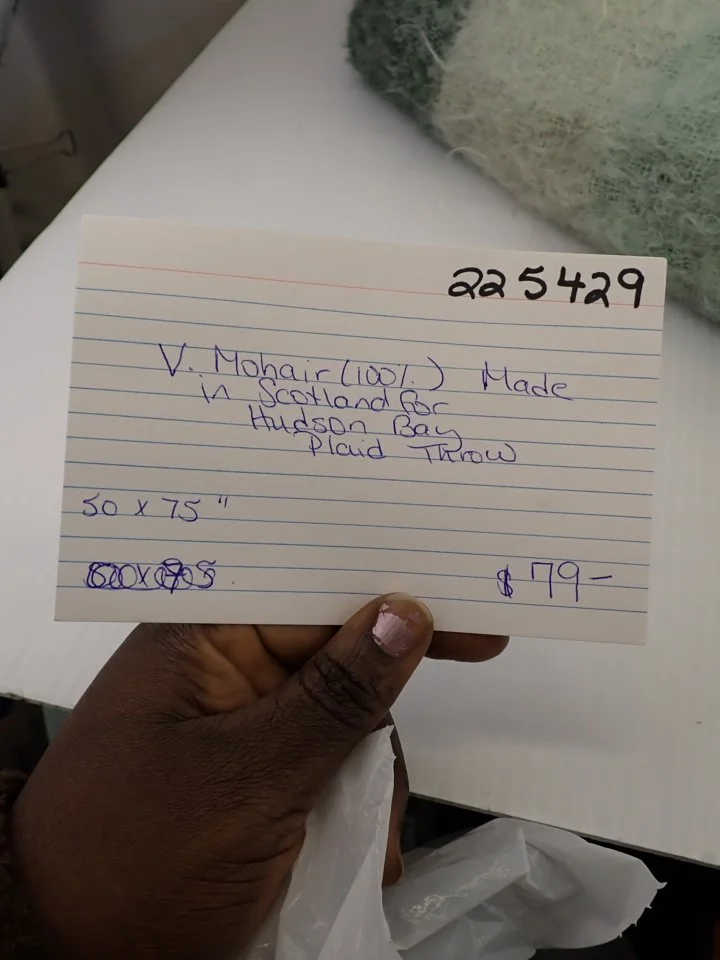 225429
V. Mohair (100%) Made
in Scotland for
Hudson Bay
Plaid Throw
50 x 75"
$79-